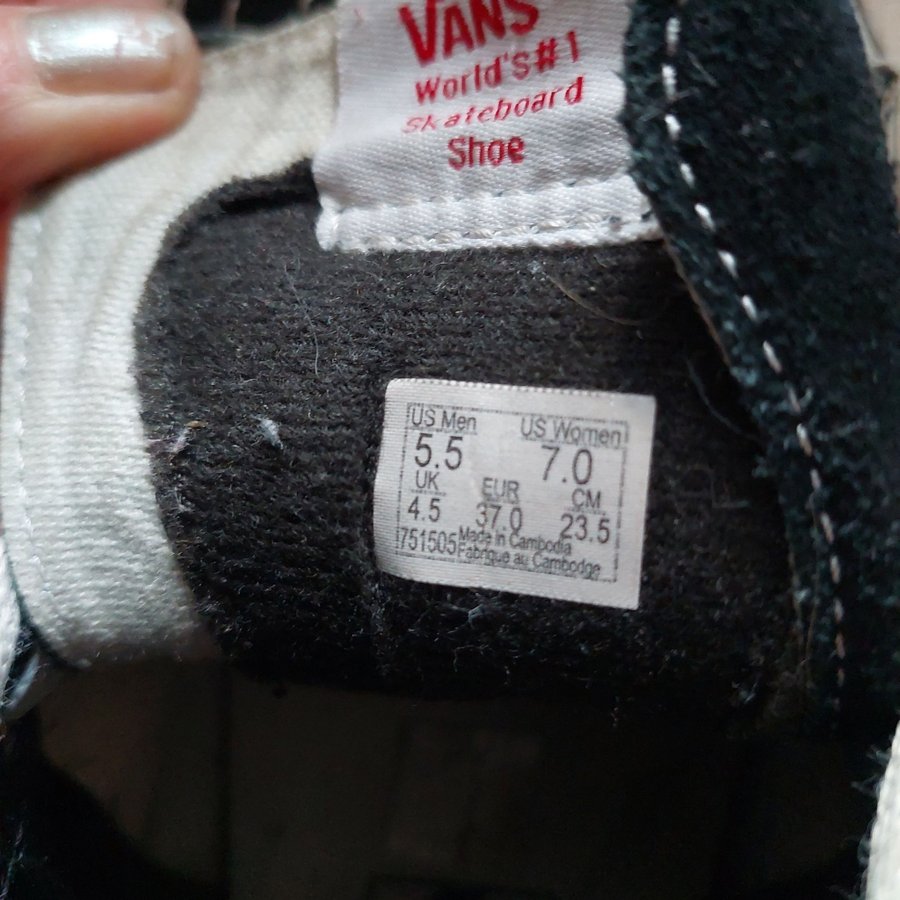 VANS
World's #1
Skateboard
Shoe
US Men US Women
5.5 7.0
UK EUR CM
4.5 37.0 23.5
751505 Made in Cambodia
Fabrique au Cambodge